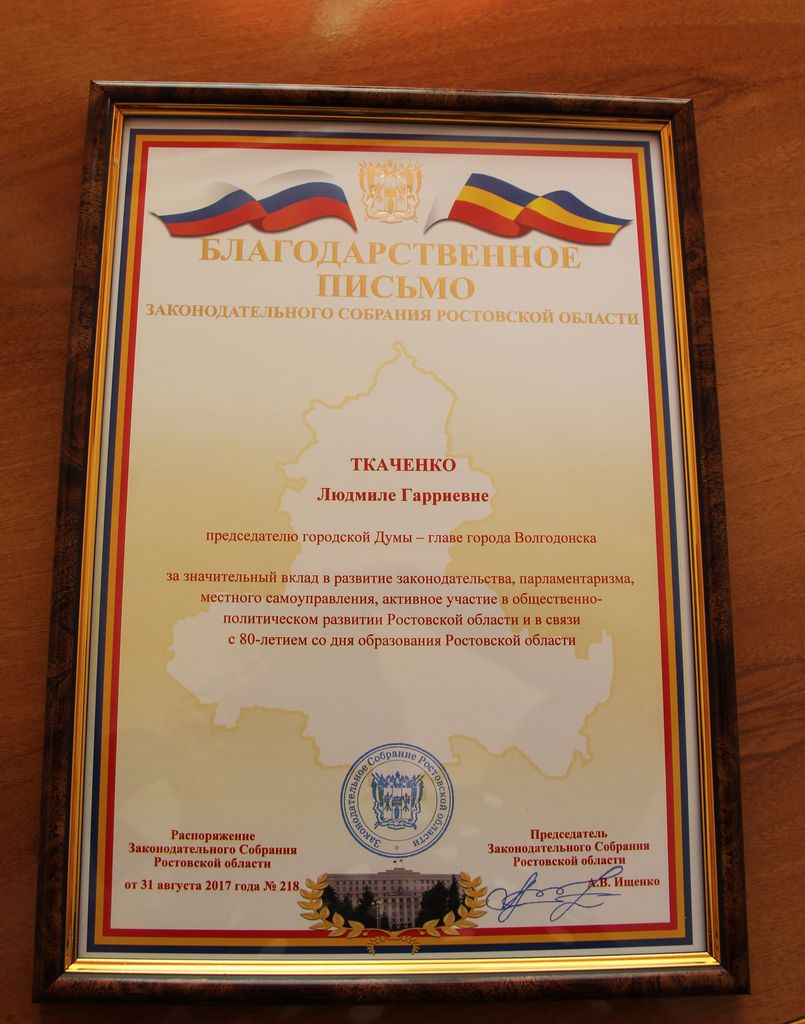 БЛАГОДАРСТВЕННОЕ
ПИСЬМО
ЗАКОНОДАТЕЛЬНОГО СОБРАНИЯ РОСТОВСКОЙ ОБЛАСТИ
ТКАЧЕНКО
Людмиле Гарриевне
председателю городской Думы – главе города Волгодонска
за значительный вклад в развитие законодательства, парламентаризма,
местного самоуправления, активное участие в общественно-
политическом развитии Ростовской области и в связи
с 80-летием со дня образования Ростовской области
Законодательное Собрание Ростовской области
Распоряжение
Законодательного Собрания
Ростовской области
от 31 августа 2017 года № 218
Председатель
Законодательного Собрания
Ростовской области
А.В. Ищенко